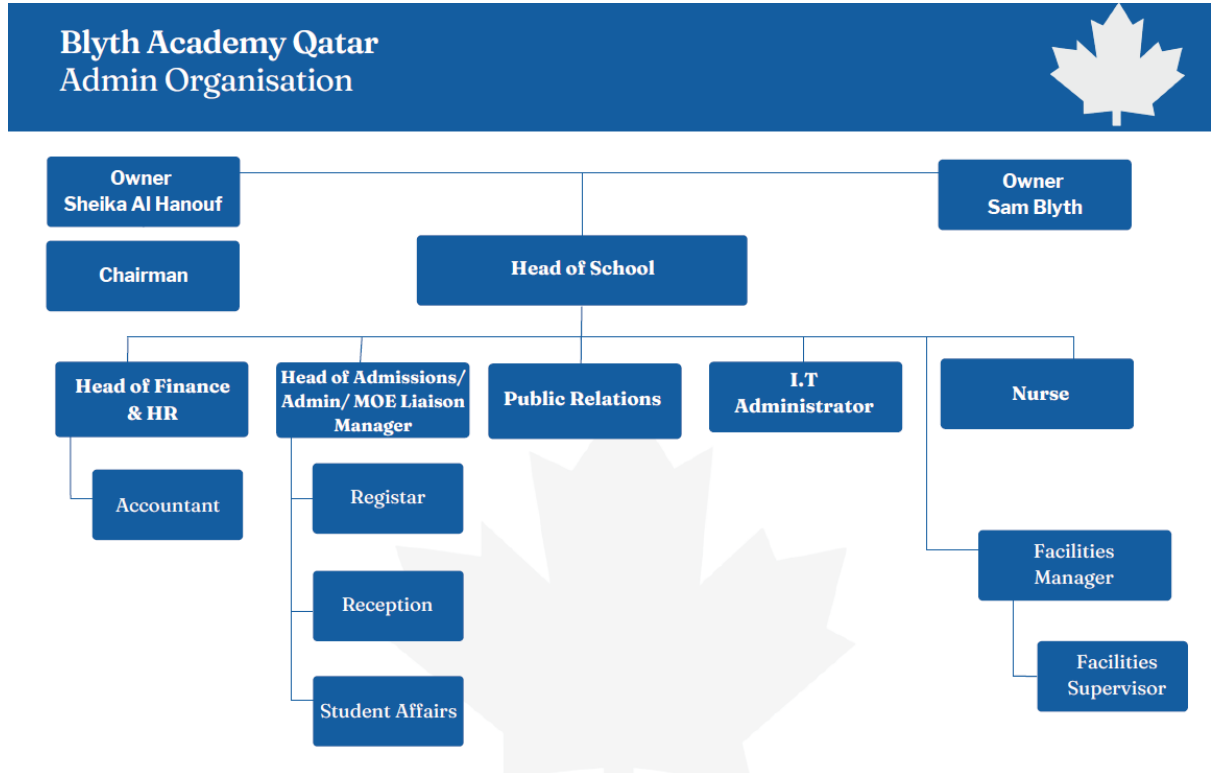 Blyth Academy Qatar
Admin Organisation
Owner
Sheika Al Hanouf
Owner
Sam Blyth
Chairman
Head of School
Head of Finance
& HR
Head of Admissions/
Admin/ MOE Liaison
Manager
Public Relations
I.T
Administrator
Nurse
Accountant
Registar
Reception
Student Affairs
Facilities
Manager
Facilities
Supervisor